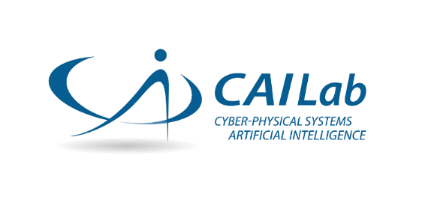 CAILab
CYBER-PHYSICAL SYSTEMS
ARTIFICIAL INTELLIGENCE